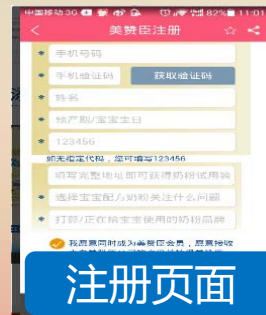 中国移动3G 82% 11:01
美赞臣注册
* 手机号码
* 手机验证码 获取验证码
* 姓名
* 预产期/宝宝生日
* 123456
如无指定代码，您可填写123456
填写完整地址即可获得奶粉试用装
* 选择宝宝配方奶粉关注什么问题
* 打算/正在给宝宝使用的奶粉品牌
我愿意同时成为美赞臣会员，愿意接收
注册页面